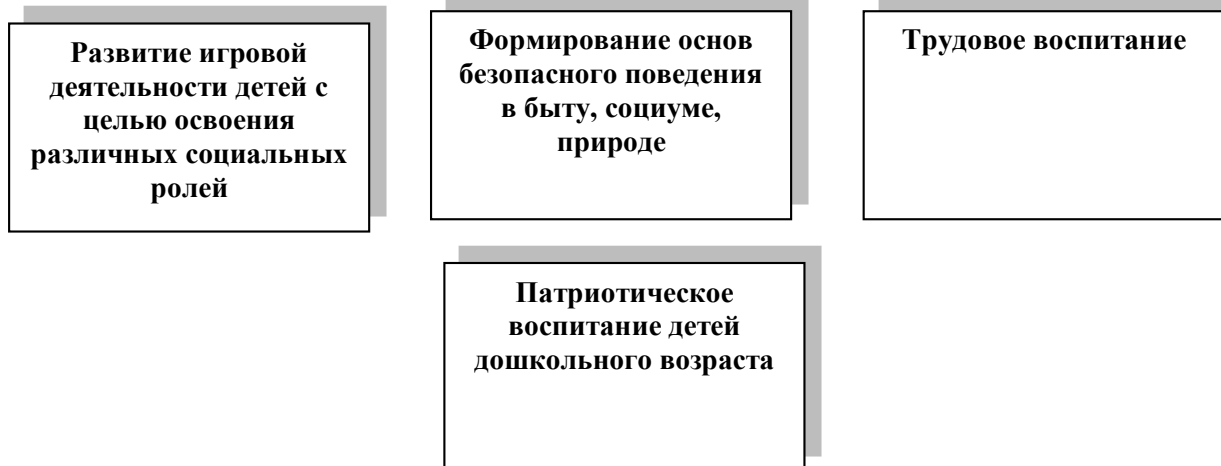 Развитие игровой
деятельности детей с
целью освоения
различных социальных
ролей
Формирование основ
безопасного поведения
в быту, социуме,
природе
Трудовое воспитание
Патриотическое
воспитание детей
дошкольного возраста